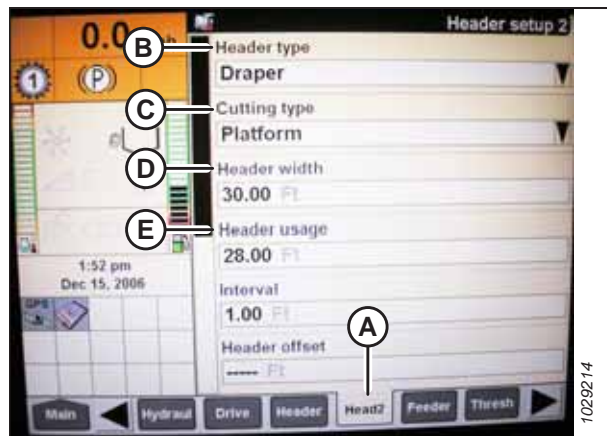 Header setup 2
0.0
B
Header type
Draper
1
(P)
C
Cutting type
Platform
D
Header width
30.00 Ft
E
Header usage
28.00 Ft
1:52 pm
Dec 15, 2006
Interval
1.00 Ft
GPS
A
Header offset
----- Ft
Main
Hydraul
Drive
Header
Head2
Feeder
Thresh
1029214